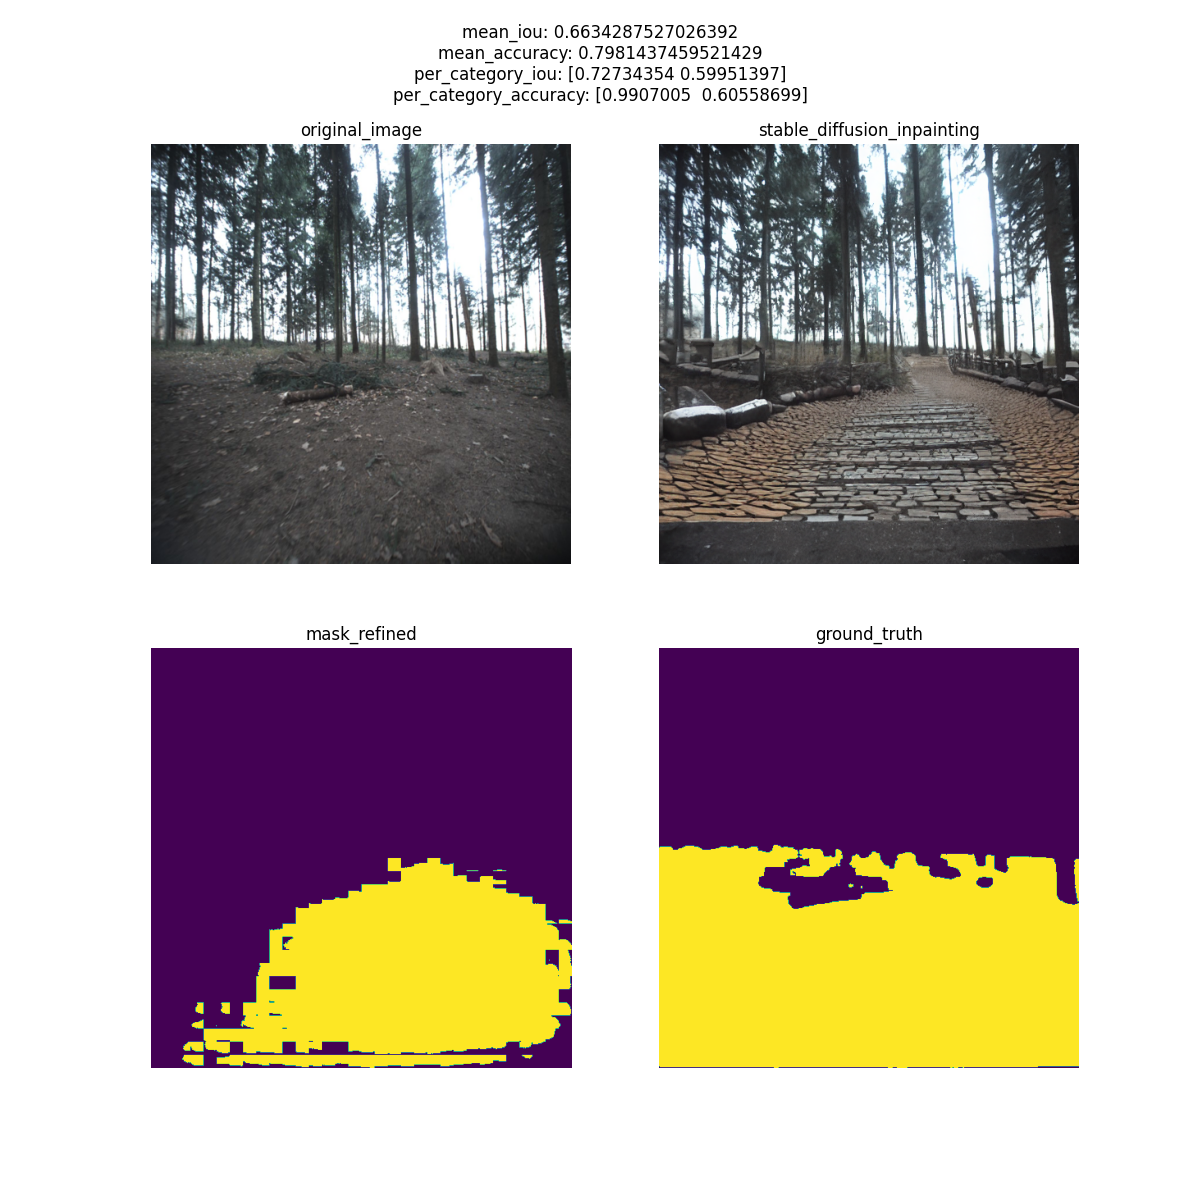 mean_iou: 0.6634287527026392
mean_accuracy: 0.7981437459521429
per_category_iou: [0.72734354 0.59951397]
per_category_accuracy: [0.9907005  0.60558699]
original_image
stable_diffusion_inpainting
mask_refined
ground_truth